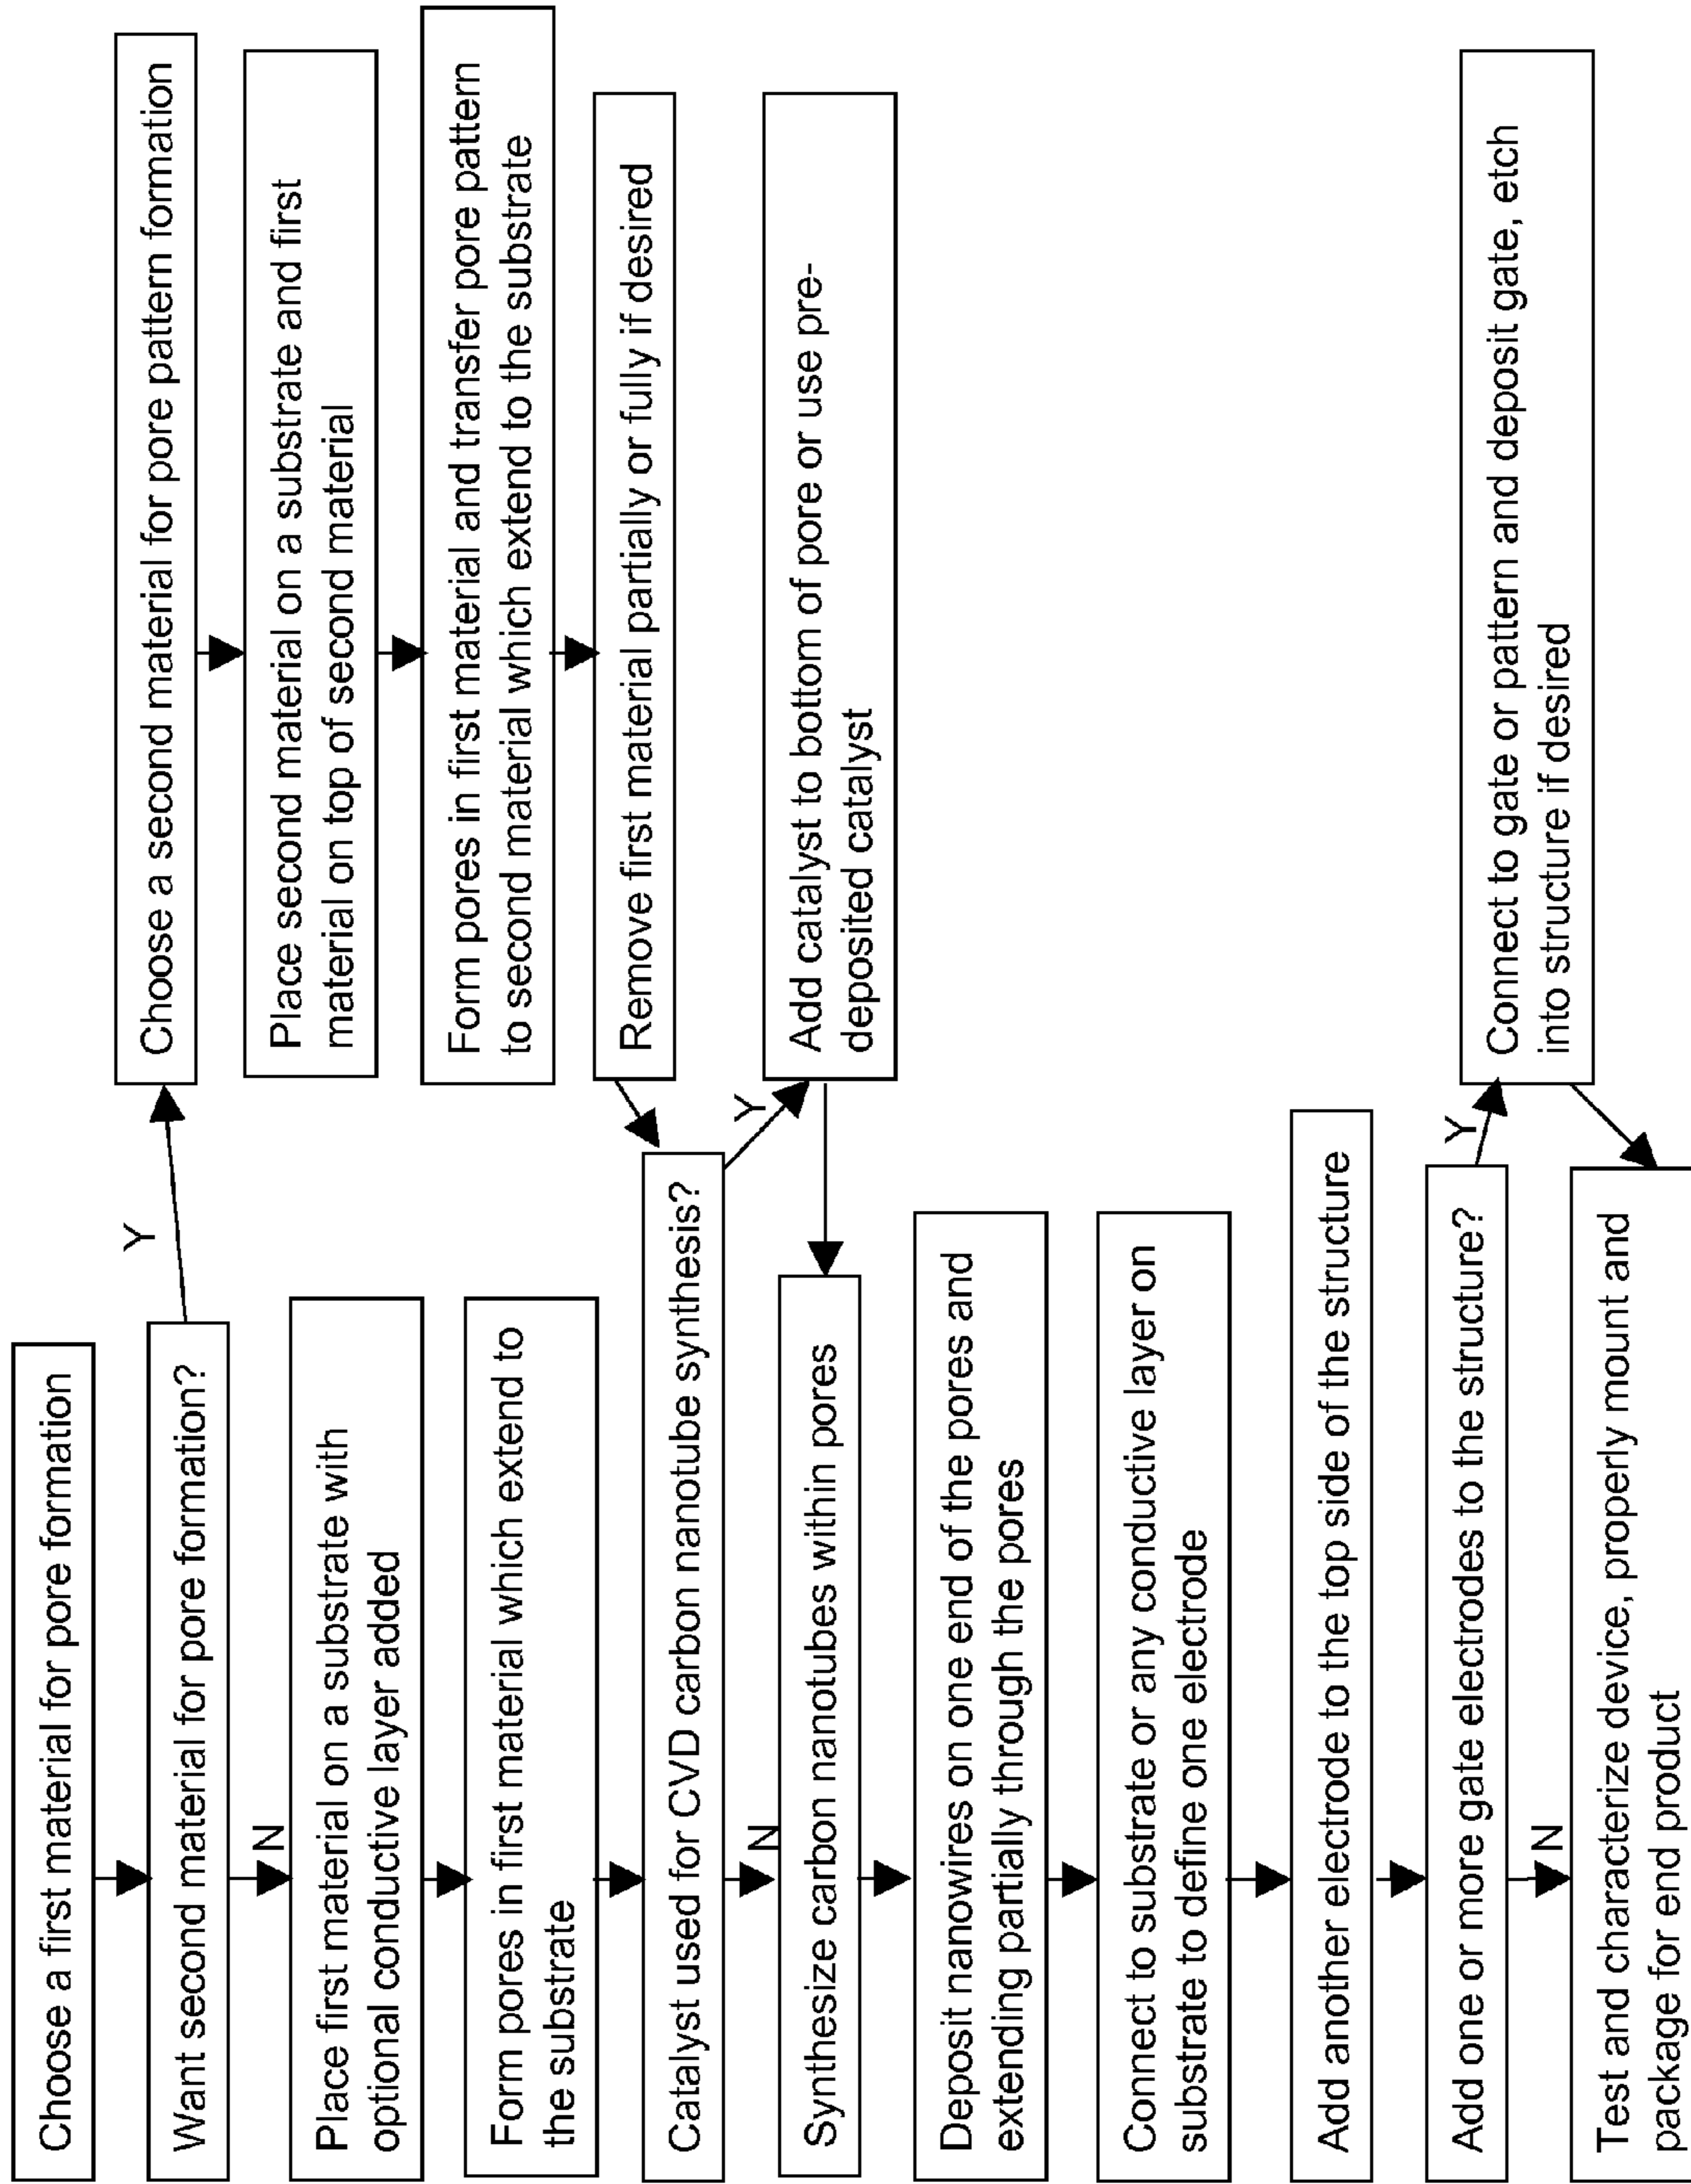 Choose a first material for pore formation
Want second material for pore formation?
Y
Choose a second material for pore pattern formation
Place second material on a substrate and first
material on top of second material
Form pores in first material and transfer pore pattern
to second material which extend to the substrate
Remove first material partially or fully if desired
N
Place first material on a substrate with
optional conductive layer added
Form pores in first material which extend to
the substrate
Catalyst used for CVD carbon nanotube synthesis?
Y
Add catalyst to bottom of pore or use pre-
deposited catalyst
N
Synthesize carbon nanotubes within pores
Deposit nanowires on one end of the pores and
extending partially through the pores
Connect to substrate or any conductive layer on
substrate to define one electrode
Add another electrode to the top side of the structure
Add one or more gate electrodes to the structure?
Y
Connect to gate or pattern and deposit gate, etch
into structure if desired
N
Test and characterize device, properly mount and
package for end product